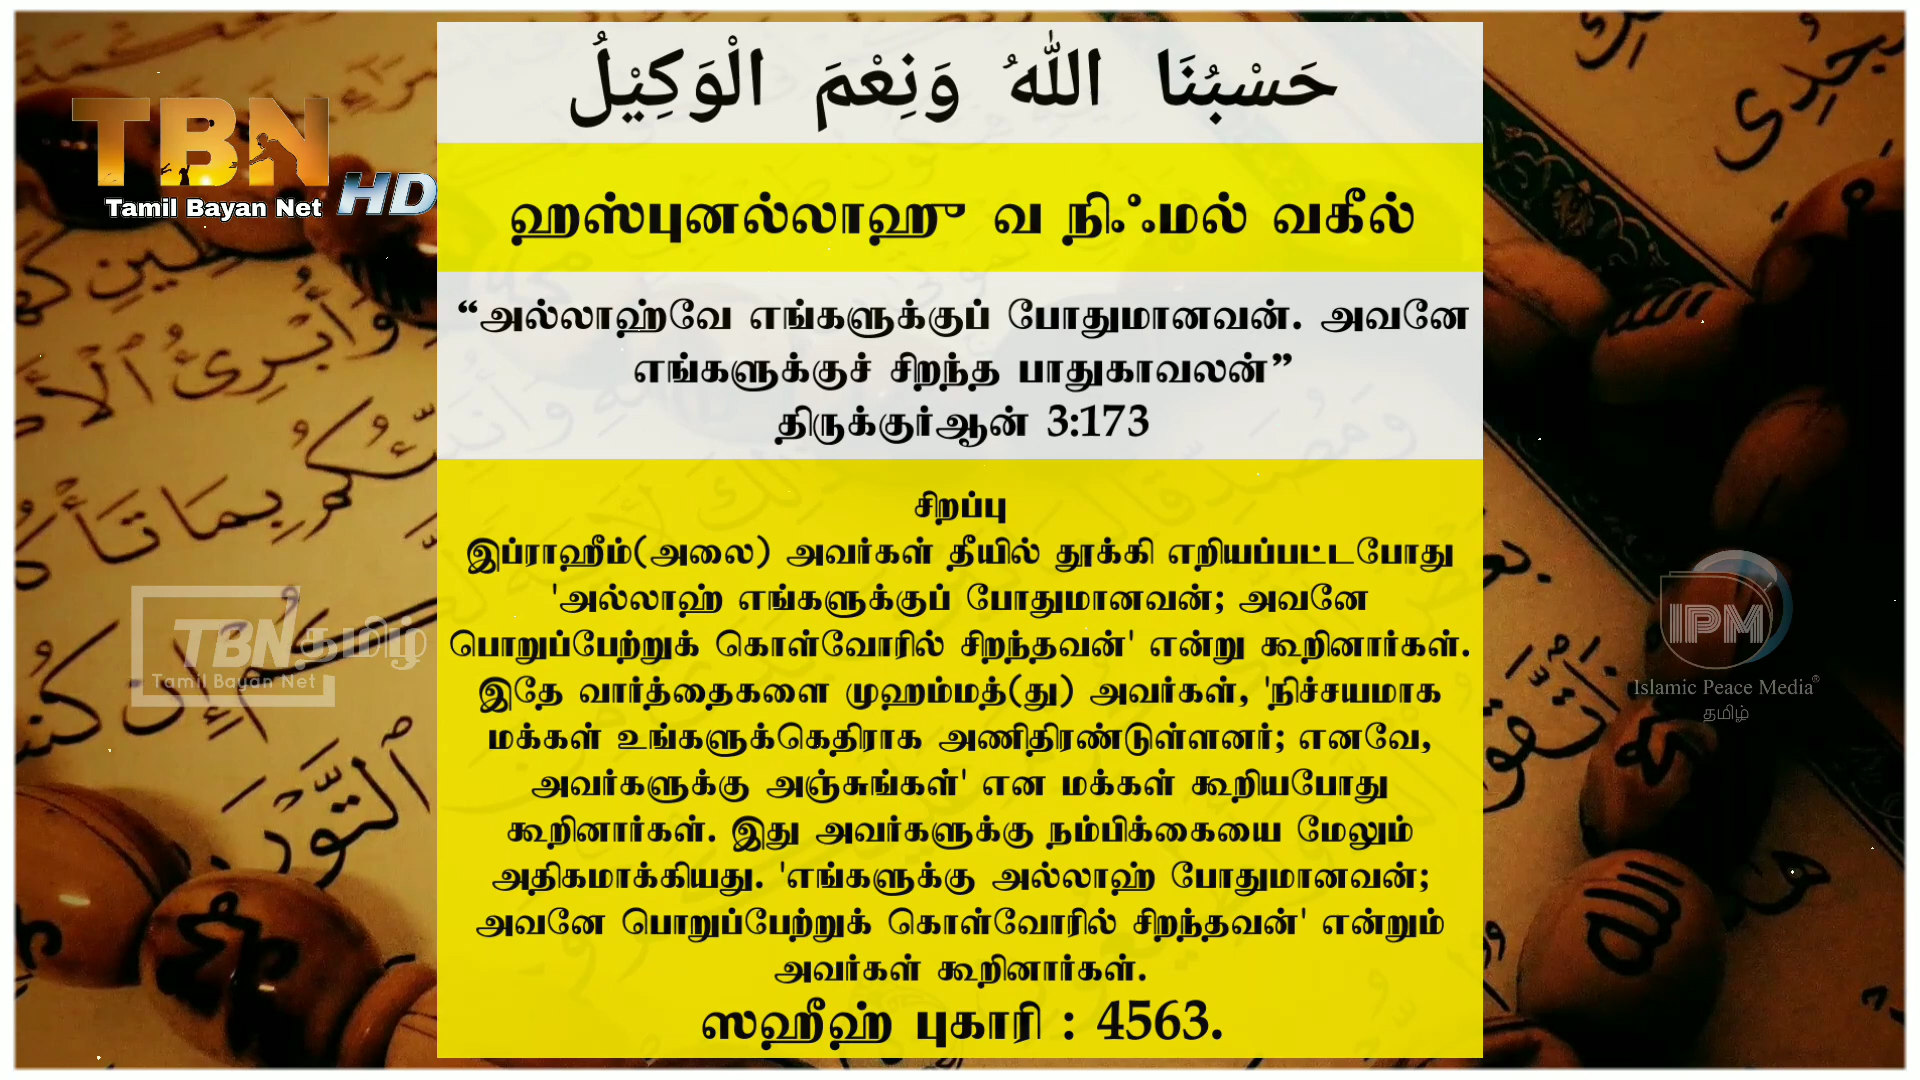 حَسْبُنَا اللّٰهُ وَنِعْمَ الْوَكِيْلُ
TBN HD
Tamil Bayan Net
ஹஸ்புனல்லாஹு வ நிஃமல் வகீல்
“அல்லாஹ்வே எங்களுக்குப் போதுமானவன். அவனே
எங்களுக்குச் சிறந்த பாதுகாவலன்”
திருக்குர்ஆன் 3:173
சிறப்பு
இப்ராஹீம்(அலை) அவர்கள் தீயில் தூக்கி எறியப்பட்டபோது
'அல்லாஹ் எங்களுக்குப் போதுமானவன்; அவனே
பொறுப்பேற்றுக் கொள்வோரில் சிறந்தவன்' என்று கூறினார்கள்.
இதே வார்த்தைகளை முஹம்மத்(து) அவர்கள், 'நிச்சயமாக
மக்கள் உங்களுக்கெதிராக அணிதிரண்டுள்ளனர்; எனவே,
அவர்களுக்கு அஞ்சுங்கள்' என மக்கள் கூறியபோது
கூறினார்கள். இது அவர்களுக்கு நம்பிக்கையை மேலும்
அதிகமாக்கியது. 'எங்களுக்கு அல்லாஹ் போதுமானவன்;
அவனே பொறுப்பேற்றுக் கொள்வோரில் சிறந்தவன்' என்றும்
அவர்கள் கூறினார்கள்.
ஸஹீஹ் புகாரி : 4563.
TBN தமிழ்
Tamil Bayan Net
IPM
Islamic Peace Media®
தமிழ்